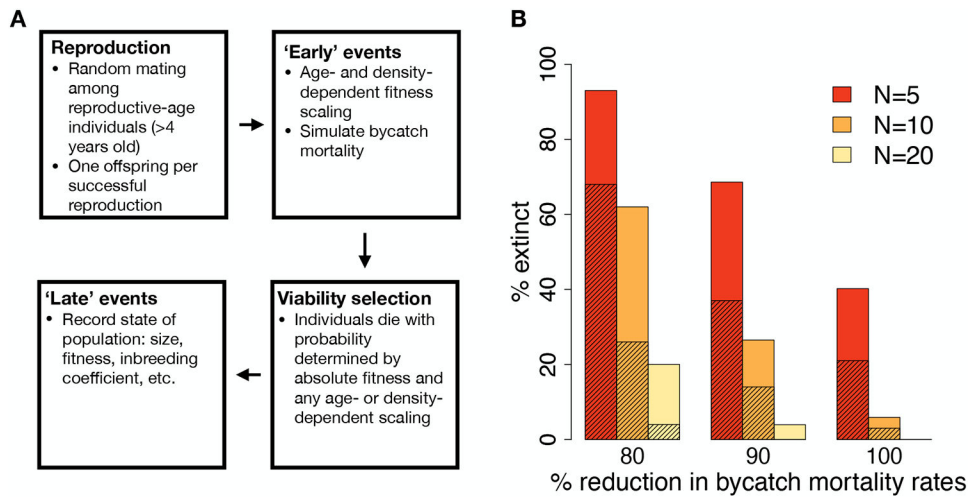 A
Reproduction
• Random mating
among
reproductive-age
individuals (>4
years old)
• One offspring per
successful
reproduction
‘Early’ events
• Age- and density-
dependent fitness
scaling
• Simulate bycatch
mortality
‘Late’ events
• Record state of
population: size,
fitness, inbreeding
coefficient, etc.
Viability selection
• Individuals die with
probability
determined by
absolute fitness and
any age- or density-
dependent scaling
B
% extinct
100
80
60
40
20
0
N=5
N=10
N=20
80 90 100
% reduction in bycatch mortality rates